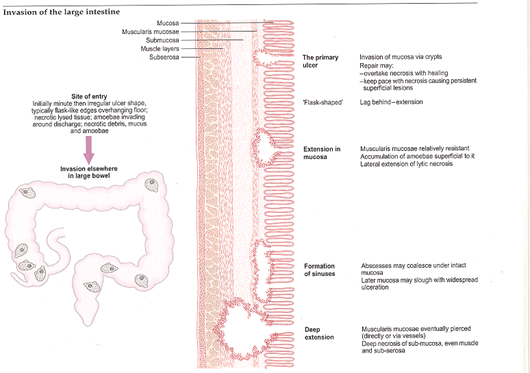 Invasion of the large intestine
Mucosa
Muscularis mucosae
Submucosa
Muscle layers
Subserosa
Site of entry
Initially minute then irregular ulcer shape,
typically flask-like edges overhanging floor;
necrotic lysed tissue; amoebae invading
around discharge; necrotic debris, mucus
and amoebae
Invasion elsewhere
in large bowel
The primary
ulcer
Invasion of mucosa via crypts
Repair may:
–overtake necrosis with healing
–keep pace with necrosis causing persistent
superficial lesions
'Flask-shaped'
Lag behind–extension
Extension in
mucosa
Muscularis mucosae relatively resistant
Accumulation of amoebae superficial to it
Lateral extension of lytic necrosis
Formation
of sinuses
Abscesses may coalesce under intact
mucosa
Later mucosa may slough with widespread
ulceration
Deep
extension
Muscularis mucosae eventually pierced
(directly or via vessels)
Deep necrosis of sub-mucosa, even muscle
and sub-serosa